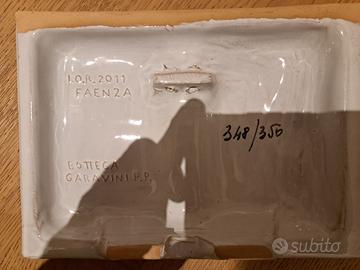 I.O.R. 2011
FAENZA
348/350
BOTTEGA
GARAVINI P.P.
subito